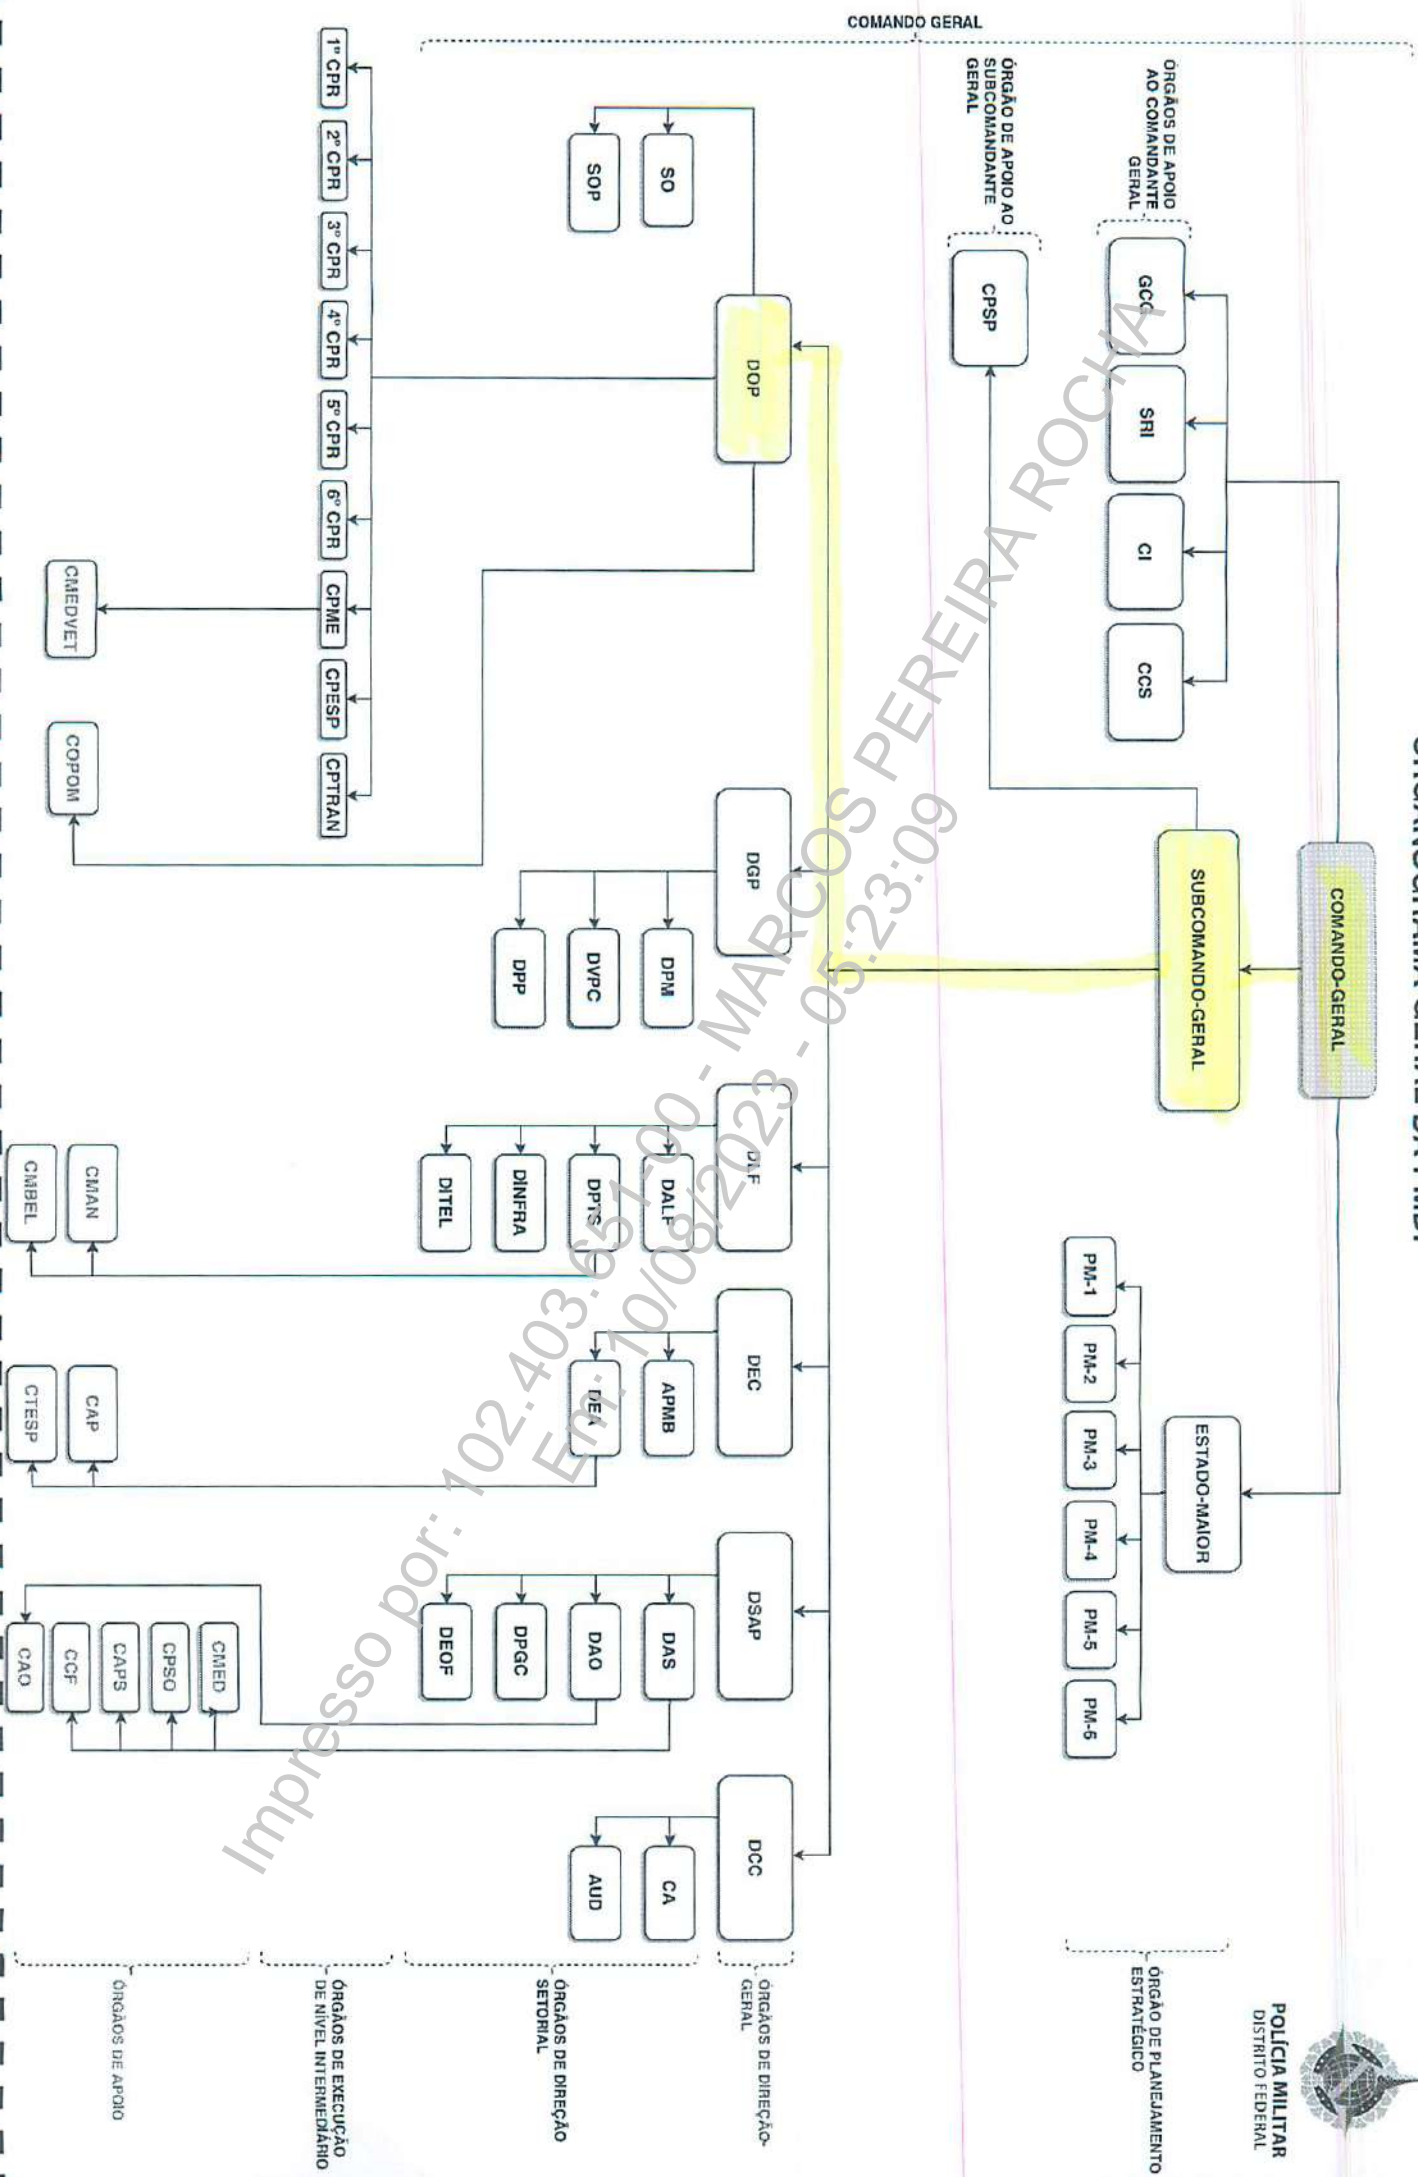 ORGANOGRAMA GERAL DA PMDF
POLÍCIA MILITAR
DISTRITO FEDERAL
COMANDO GERAL
COMANDO-GERAL
SUBCOMANDO-GERAL
ESTADO-MAIOR
ÓRGÃOS DE APOIO
AO COMANDANTE
GERAL
GCG
SRI
CI
CCS
PM-1
PM-2
PM-3
PM-4
PM-5
PM-6
ÓRGÃO DE PLANEJAMENTO
ESTRATÉGICO
ÓRGÃO DE APOIO AO
SUBCOMANDANTE
GERAL
CPSP
DOP
DGP
DLF
DEC
DSAP
DCC
ÓRGÃOS DE DIREÇÃO-
GERAL
SO
SOP
DPM
DVPC
DPP
DALF
DPTS
DINFRA
DITEL
APMB
DEA
DAS
DAO
DPGC
DEOF
CA
AUD
ÓRGÃOS DE DIREÇÃO
SETORIAL
1º CPR
2º CPR
3º CPR
4º CPR
5º CPR
6º CPR
CPME
CPESP
CPTRAN
ÓRGÃOS DE EXECUÇÃO
DE NÍVEL INTERMEDIÁRIO
CMEDVET
COPOM
CMAN
CMBEL
CAP
CTESP
CMED
CPSO
CAPS
CCF
CAO
ÓRGÃOS DE APOIO
Impresso por: 102.403.651-00 - MARCOS PEREIRA ROCHA
Em: 10/08/2023 - 05:23:09